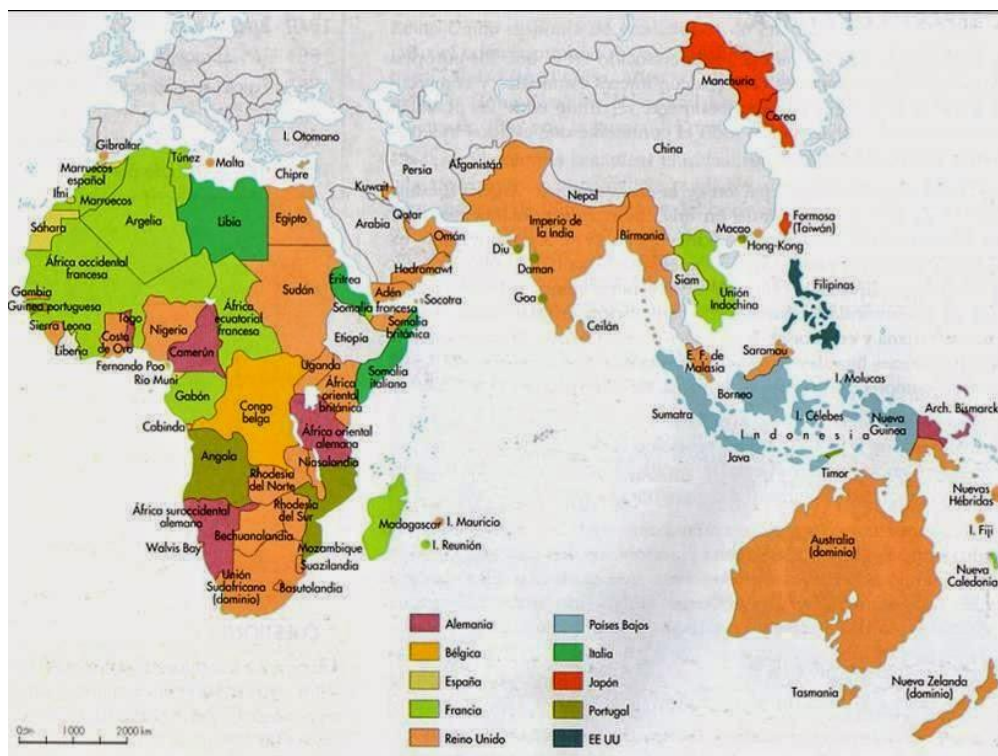 Manchuria
Corea
I. Otomano
China
Gibraltar
Túnez
Malta
Chipre
Persia
Afganistán
Marruecos
español
Ifni
Marruecos
Kuwait
Nepal
Argelia
Libia
Egipto
Arabia
Qatar
Imperio de
la India
Birmania
Macao
Formosa
(Taiwán)
Sáhara
Omán
Diu
Hong-Kong
África occidental
francesa
Sudán
Eritrea
Hadramawt
Daman
Siam
Unión
Indochina
Filipinas
Gambia
Guinea portuguesa
Adén
Socotra
Goa
África
ecuatorial
francesa
Somalia francesa
Sierra Leona
Togo
Nigeria
Somalia
británica
Etiopía
Ceilán
Liberia
Costa
de Oro
Camerún
Fernando Poo
Río Muni
Uganda
Somalia
italiana
E. F. de
Malasia
Sarawau
África
oriental
británica
Gabón
Congo
belga
Borneo
I. Molucas
Cabinda
África oriental
alemana
Sumatra
I. Célebes
Nueva
Guinea
Arch. Bismarck
Indonesia
Java
Angola
Niasalandia
Timor
Rhodesia
del Norte
Rhodesia
del Sur
Nuevas
Hébridas
África suroccidental
alemana
Madagascar
I. Mauricio
I. Fiji
Bechuanalandia
Australia
(dominio)
Walvis Bay
Mozambique
I. Reunión
Suazilandia
Nueva
Caledonia
Unión
Sudafricana
(dominio)
Basutolandia
Alemania
Países Bajos
Bélgica
Italia
España
Japón
Tasmania
Nueva Zelanda
(dominio)
Francia
Portugal
Reino Unido
EE UU
1000
2000 km